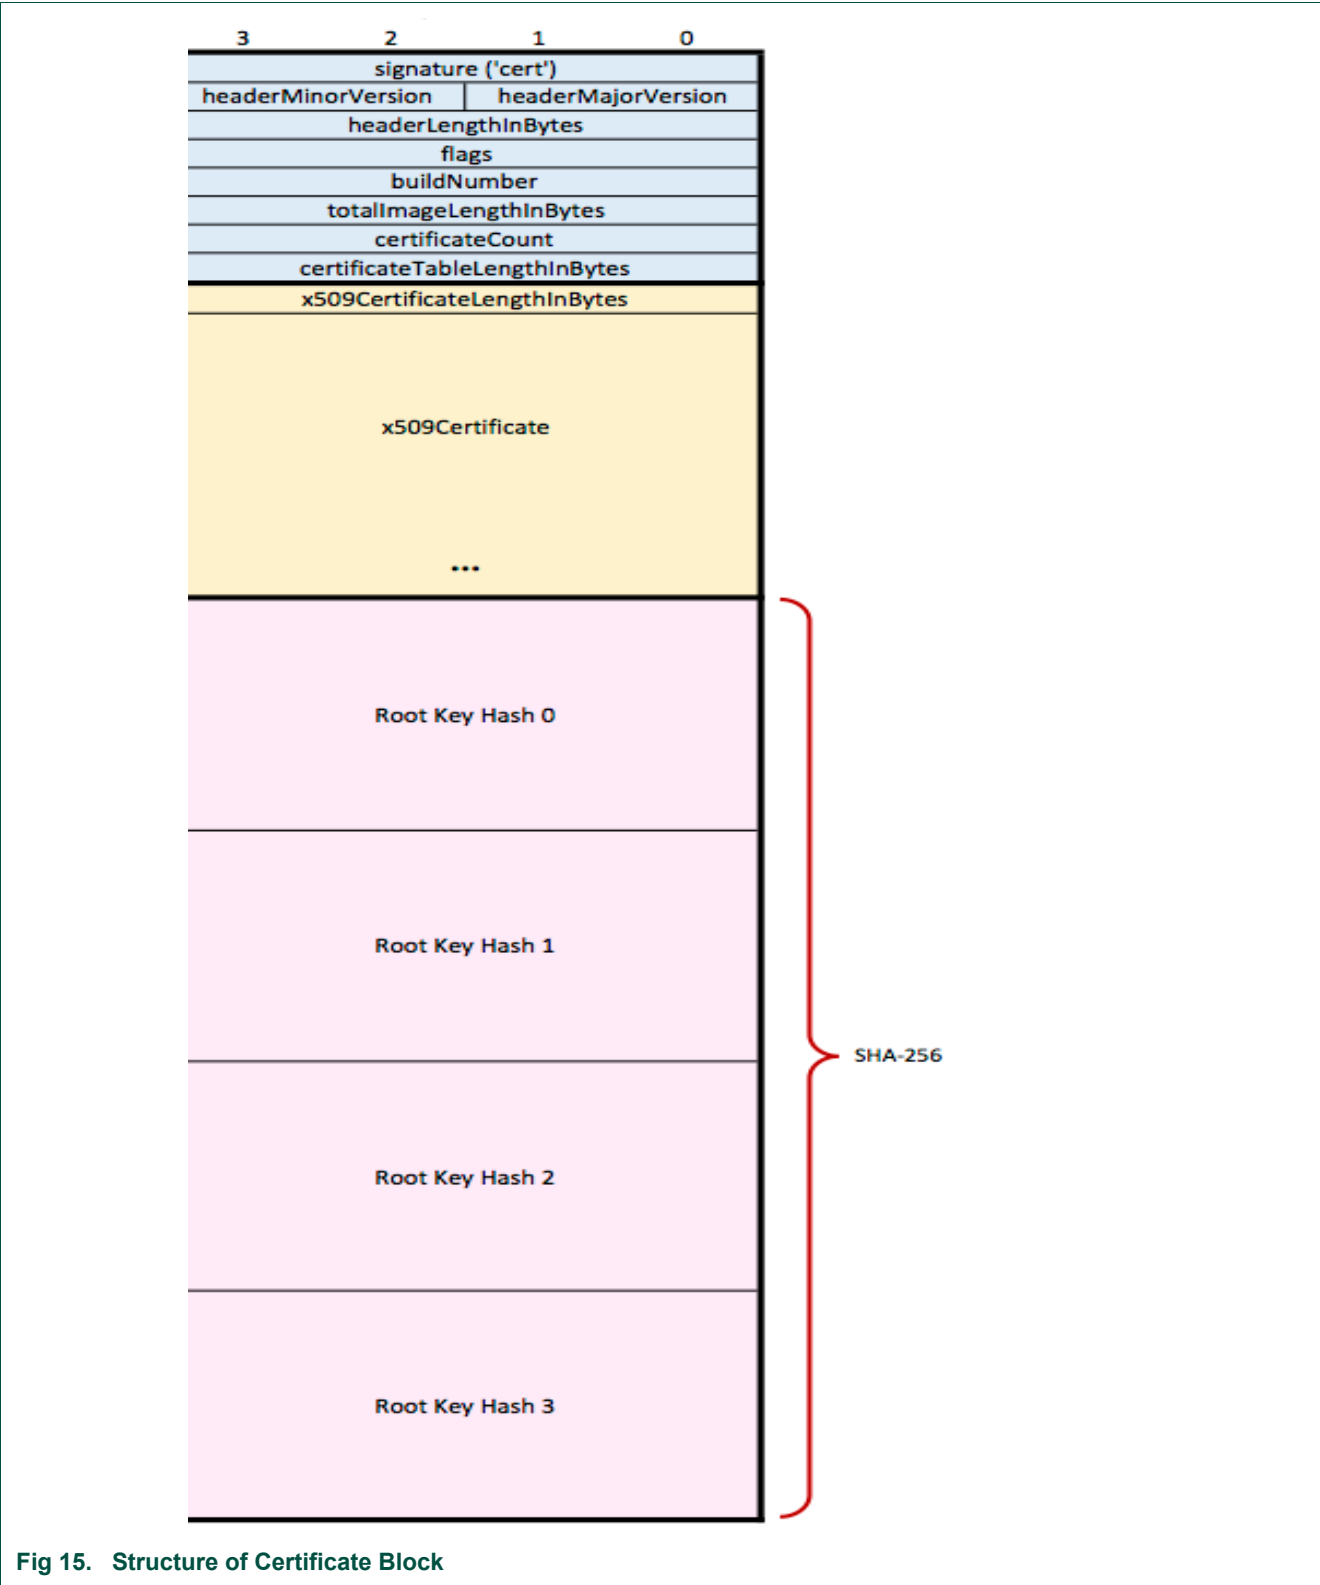 3 2 1 0
signature ('cert')
headerMinorVersion headerMajorVersion
headerLengthInBytes
flags
buildNumber
totalImageLengthInBytes
certificateCount
certificateTableLengthInBytes
x509CertificateLengthInBytes
x509Certificate
...
Root Key Hash 0
Root Key Hash 1
SHA-256
Root Key Hash 2
Root Key Hash 3
Fig 15. Structure of Certificate Block